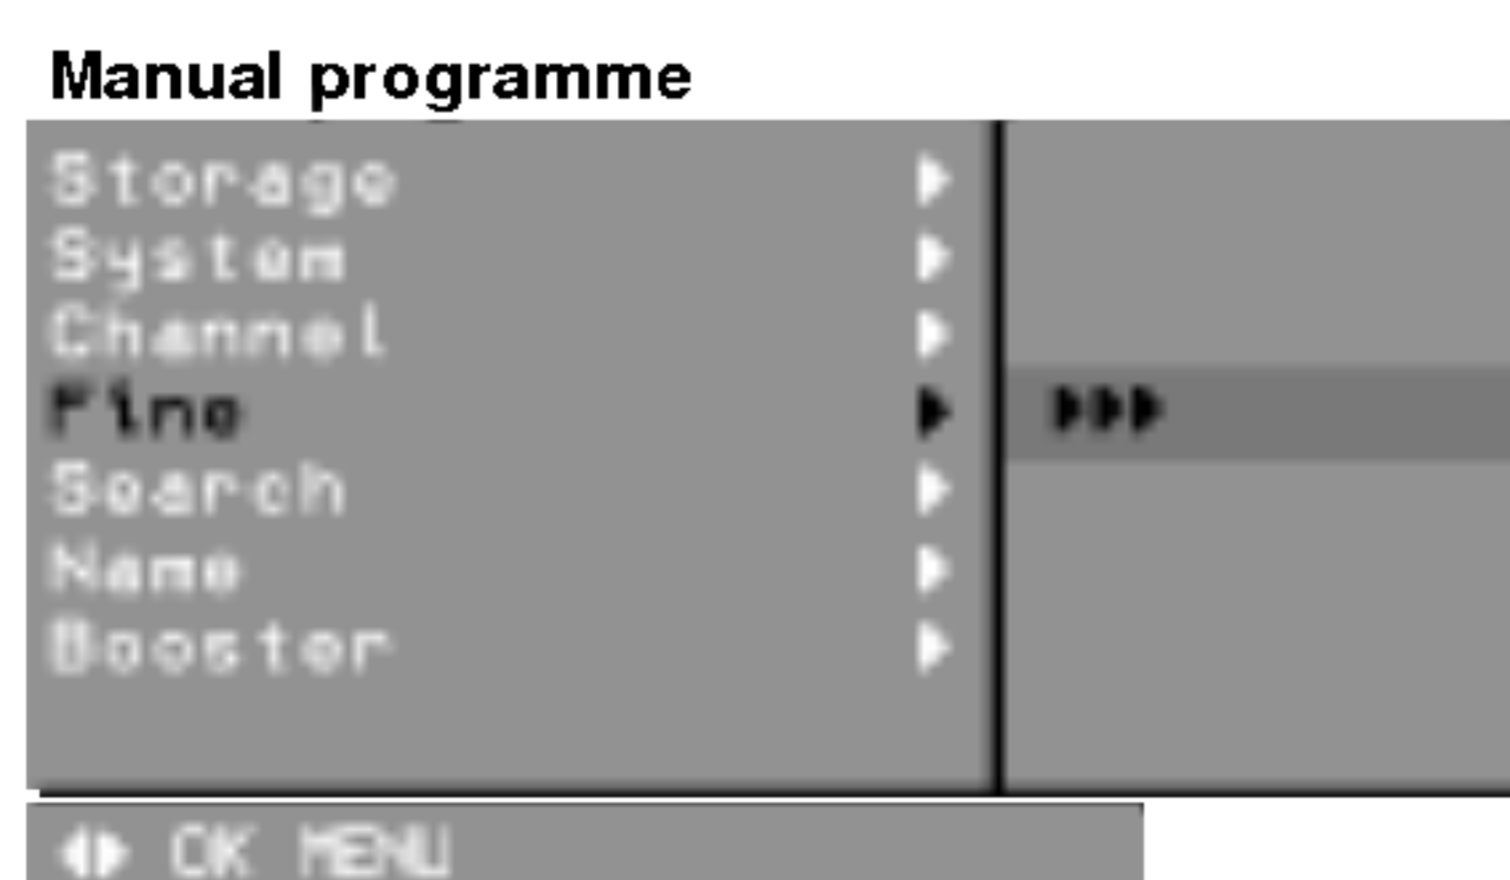 Manual programme
Storage ▶
System ▶
Channel ▶
Fine ▶ ▶▶▶
Search ▶
Name ▶
Booster ▶
◀▶ OK MENU